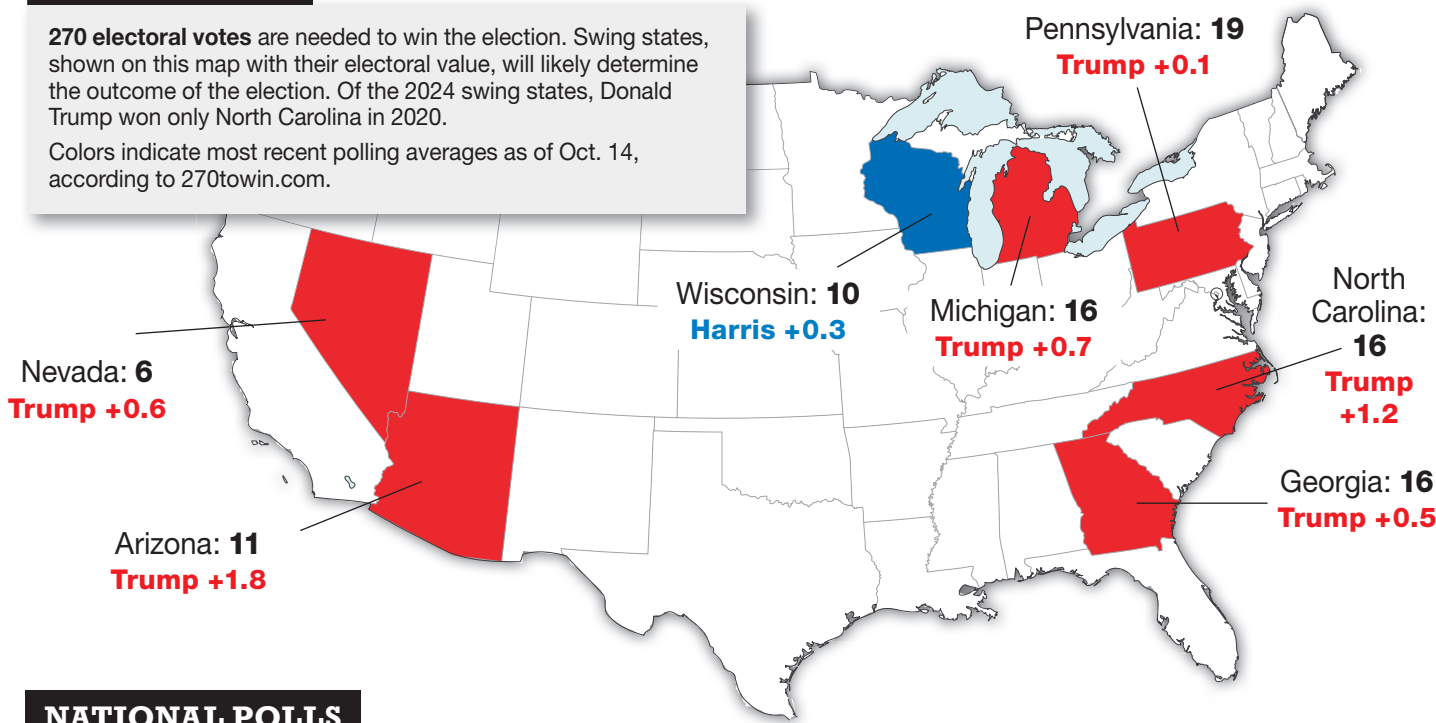 270 electoral votes are needed to win the election. Swing states,
shown on this map with their electoral value, will likely determine
the outcome of the election. Of the 2024 swing states, Donald
Trump won only North Carolina in 2020.
Colors indicate most recent polling averages as of Oct. 14,
according to 270towin.com.
Pennsylvania: 19
Trump +0.1
Wisconsin: 10
Harris +0.3
Michigan: 16
Trump +0.7
North
Carolina:
16
Trump
+1.2
Nevada: 6
Trump +0.6
Georgia: 16
Trump +0.5
Arizona: 11
Trump +1.8
NATIONAL POLLS